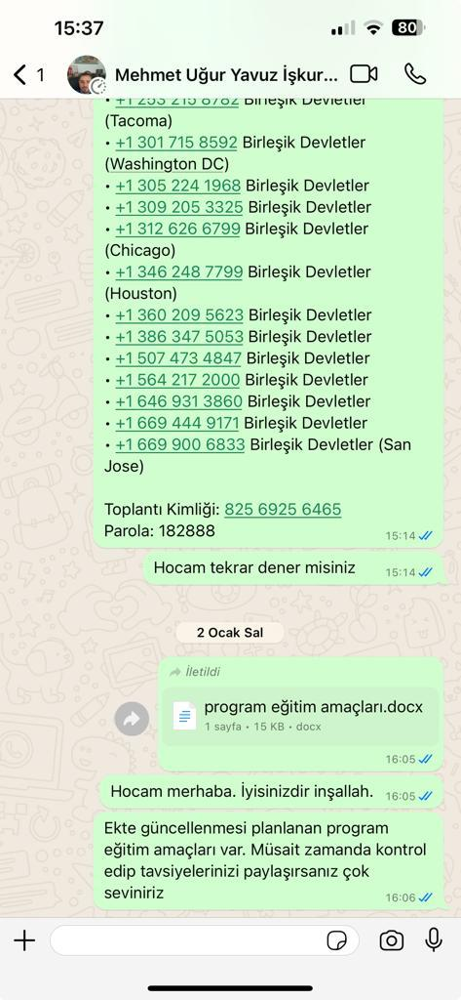 15:37
80
1
Mehmet Uğur Yavuz İşkur...
• +1 253 215 8782 Birleşik Devletler
(Tacoma)
• +1 301 715 8592 Birleşik Devletler
(Washington DC)
• +1 305 224 1968 Birleşik Devletler
• +1 309 205 3325 Birleşik Devletler
• +1 312 626 6799 Birleşik Devletler
(Chicago)
• +1 346 248 7799 Birleşik Devletler
(Houston)
• +1 360 209 5623 Birleşik Devletler
• +1 386 347 5053 Birleşik Devletler
• +1 507 473 4847 Birleşik Devletler
• +1 564 217 2000 Birleşik Devletler
• +1 646 931 3860 Birleşik Devletler
• +1 669 444 9171 Birleşik Devletler
• +1 669 900 6833 Birleşik Devletler (San
Jose)
Toplantı Kimliği: 825 6925 6465
Parola: 182888
15:14
Hocam tekrar dener misiniz
15:14
2 Ocak Sal
İletildi
program eğitim amaçları.docx
1 sayfa • 15 KB • docx
16:05
Hocam merhaba. İyisinizdir inşallah.
16:05
Ekte güncellenmesi planlanan program
eğitim amaçları var. Müsait zamanda kontrol
edip tavsiyelerinizi paylaşırsanız çok
seviniriz
16:06